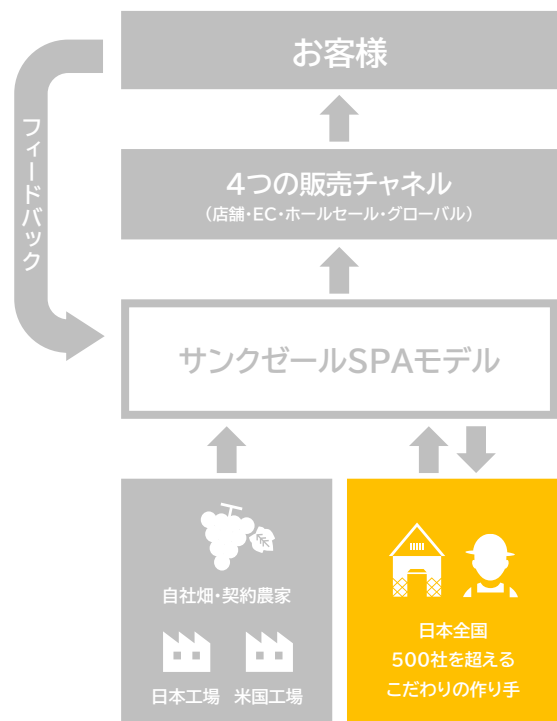 お客様
フィードバック
4つの販売チャネル
(店舗・EC・ホールセール・グローバル)
サンクゼールSPAモデル
自社畑・契約農家
日本工場 米国工場
日本全国
500社を超える
こだわりの作り手